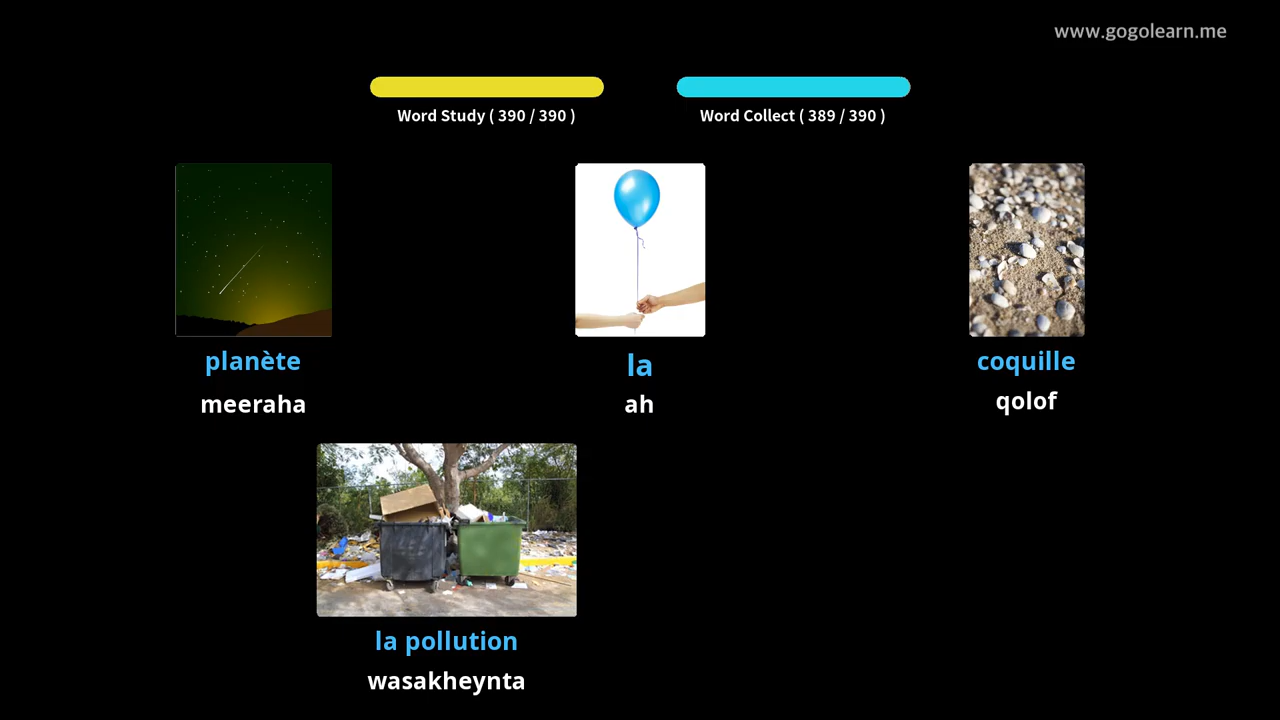 www.gogolearn.me
Word Study ( 390 / 390 )
Word Collect ( 389 / 390 )
planète
meeraha
la
ah
coquille
qolof
la pollution
wasakheynta